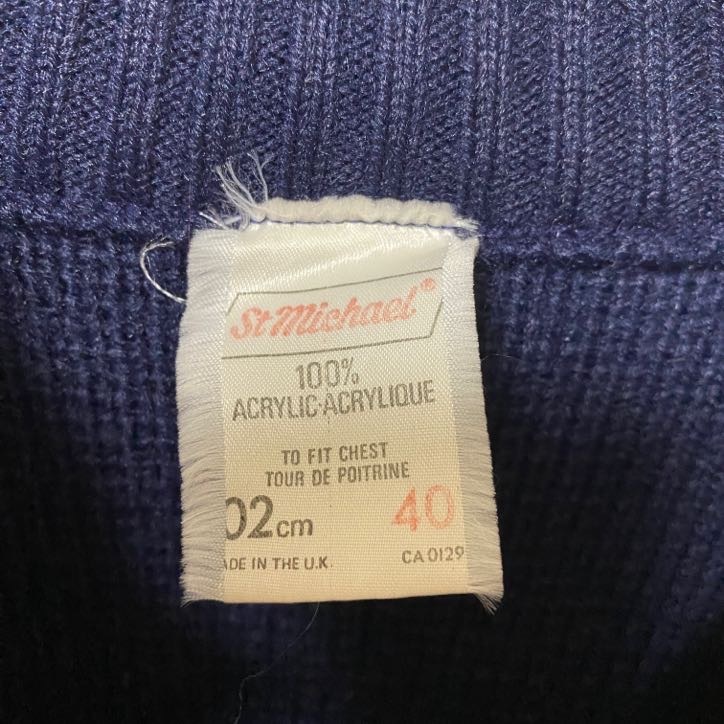 St Michael®
100%
ACRYLIC·ACRYLIQUE
TO FIT CHEST
TOUR DE POITRINE
02cm 40
ADE IN THE U.K. CA 0129